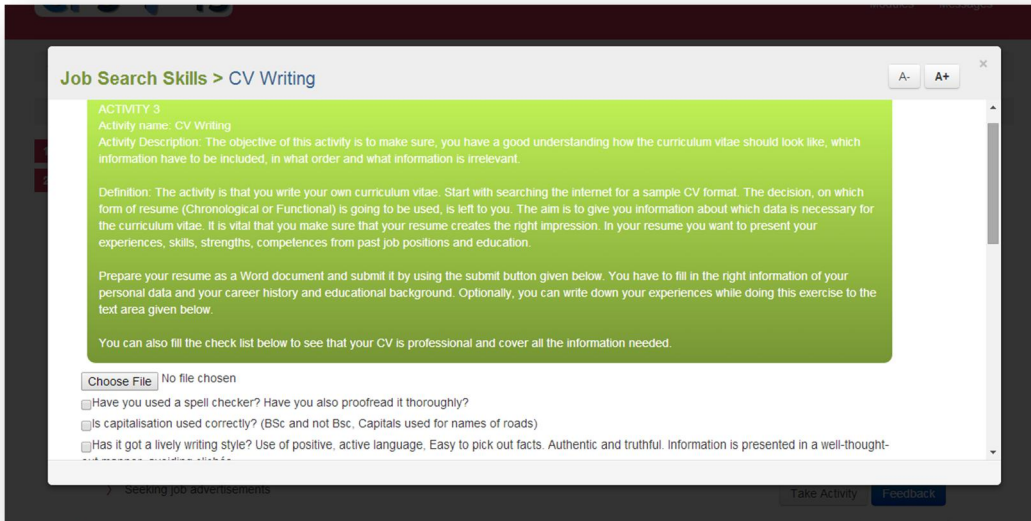 Messages
Job Search Skills > CV Writing
A-
A+
×
ACTIVITY 3
Activity name: CV Writing
Activity Description: The objective of this activity is to make sure, you have a good understanding how the curriculum vitae should look like, which
information have to be included, in what order and what information is irrelevant.
Definition: The activity is that you write your own curriculum vitae. Start with searching the internet for a sample CV format. The decision, on which
form of resume (Chronological or Functional) is going to be used, is left to you. The aim is to give you information about which data is necessary for
the curriculum vitae. It is vital that you make sure that your resume creates the right impression. In your resume you want to present your
experiences, skills, strengths, competences from past job positions and education.
Prepare your resume as a Word document and submit it by using the submit button given below. You have to fill in the right information of your
personal data and your career history and educational background. Optionally, you can write down your experiences while doing this exercise to the
text area given below.
You can also fill the check list below to see that your CV is professional and cover all the information needed.
Choose File No file chosen
Have you used a spell checker? Have you also proofread it thoroughly?
Is capitalisation used correctly? (BSc and not Bsc, Capitals used for names of roads)
Has it got a lively writing style? Use of positive, active language, Easy to pick out facts. Authentic and truthful. Information is presented in a well-thought-
out manner, avoiding clichés
Seeking job advertisements
Take Activity
Feedback